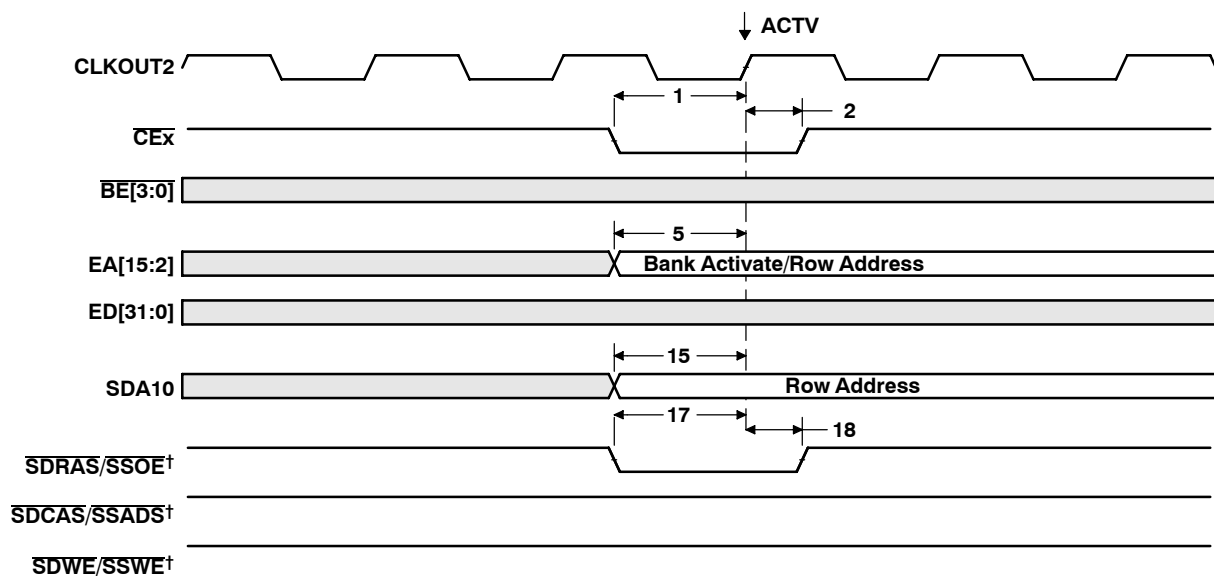 ACTV
CLKOUT2
1
2
CEx
BE[3:0]
5
EA[15:2]
Bank Activate/Row Address
ED[31:0]
15
SDA10
Row Address
17
18
SDRAS/SSOE†
SDCAS/SSADS†
SDWE/SSWE†